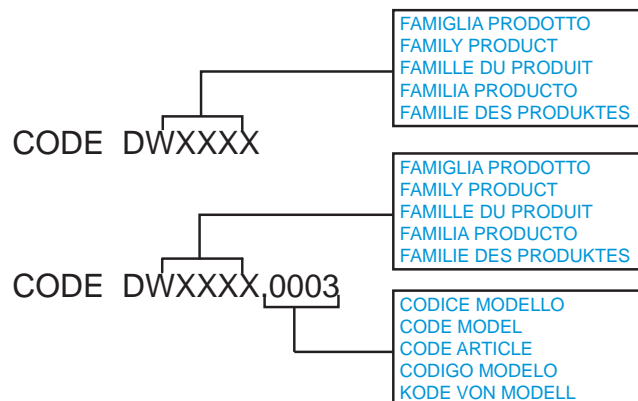 FAMIGLIA PRODOTTO
FAMILY PRODUCT
FAMILLE DU PRODUIT
FAMILIA PRODUCTO
FAMILIE DES PRODUKTES
CODE DWXXXX
FAMIGLIA PRODOTTO
FAMILY PRODUCT
FAMILLE DU PRODUIT
FAMILIA PRODUCTO
FAMILIE DES PRODUKTES
CODE DWXXXX.0003
CODICE MODELLO
CODE MODEL
CODE ARTICLE
CODIGO MODELO
KODE VON MODELL